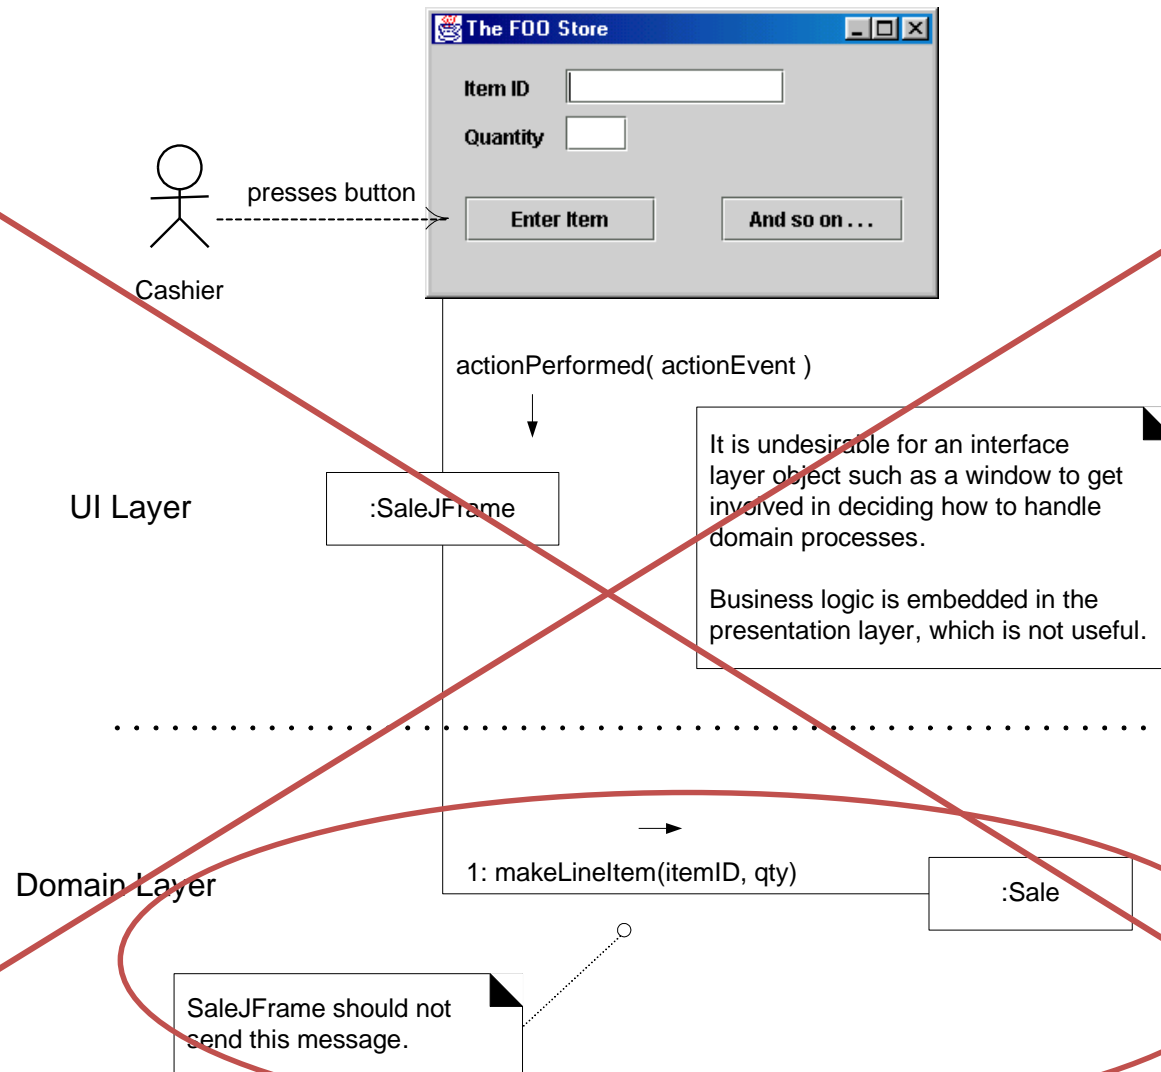 The FOO Store
Item ID
Quantity
presses button
Enter Item
And so on . . .
Cashier
actionPerformed( actionEvent )
It is undesirable for an interface
layer object such as a window to get
involved in deciding how to handle
domain processes.
Business logic is embedded in the
presentation layer, which is not useful.
UI Layer
:SaleJFrame
1: makeLineItem(itemID, qty)
Domain Layer
:Sale
SaleJFrame should not
send this message.